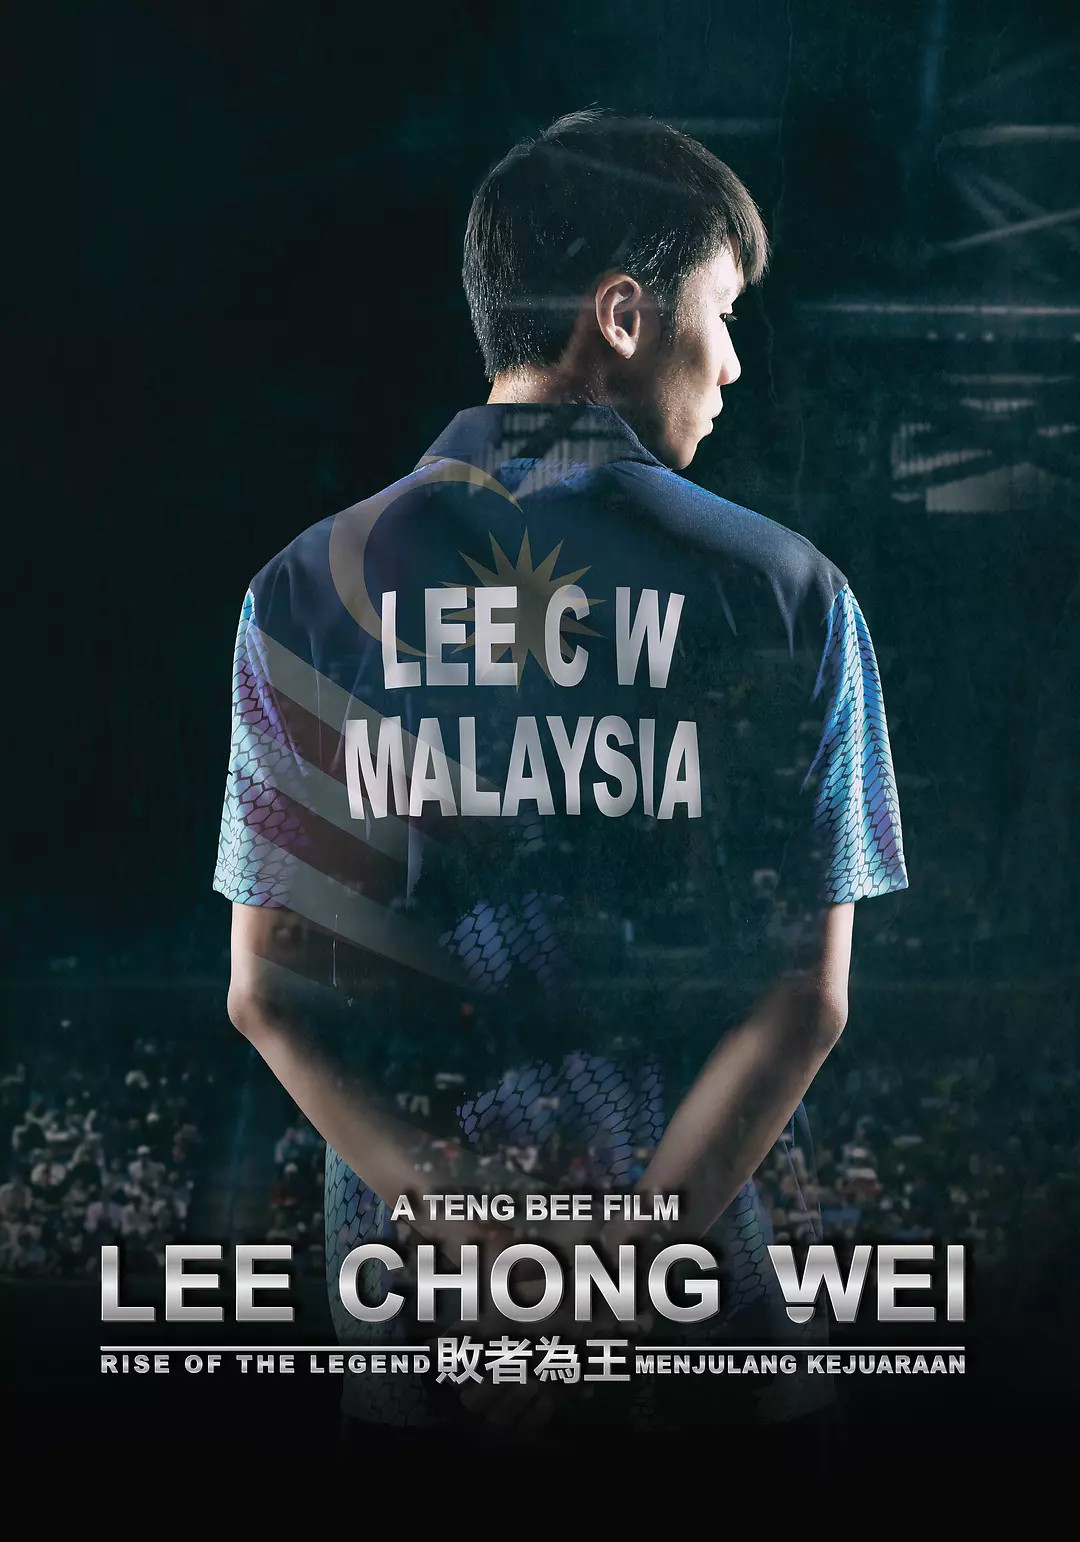 LEE C W
MALAYSIA
A TENG BEE FILM
LEE CHONG WEI
RISE OF THE LEGEND 敗者為王 MENJULANG KEJUARAAN